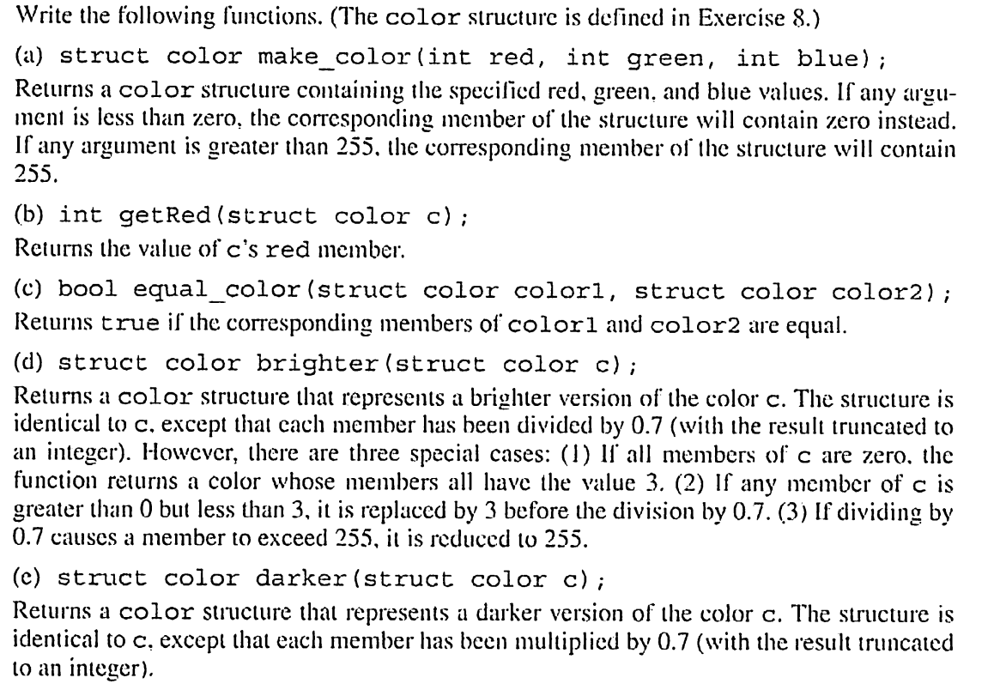 Write the following functions. (The color structure is defined in Exercise 8.)
(a) struct color make_color(int red, int green, int blue);
Returns a color structure containing the specified red, green, and blue values. If any argu-
ment is less than zero, the corresponding member of the structure will contain zero instead.
If any argument is greater than 255, the corresponding member of the structure will contain
255.
(b) int getRed(struct color c);
Returns the value of c's red member.
(c) bool equal_color(struct color color1, struct color color2);
Returns true if the corresponding members of color1 and color2 are equal.
(d) struct color brighter(struct color c);
Returns a color structure that represents a brighter version of the color c. The structure is
identical to c, except that each member has been divided by 0.7 (with the result truncated to
an integer). However, there are three special cases: (1) If all members of c are zero, the
function returns a color whose members all have the value 3. (2) If any member of c is
greater than 0 but less than 3, it is replaced by 3 before the division by 0.7. (3) If dividing by
0.7 causes a member to exceed 255, it is reduced to 255.
(e) struct color darker(struct color c);
Returns a color structure that represents a darker version of the color c. The structure is
identical to c, except that each member has been multiplied by 0.7 (with the result truncated
to an integer).